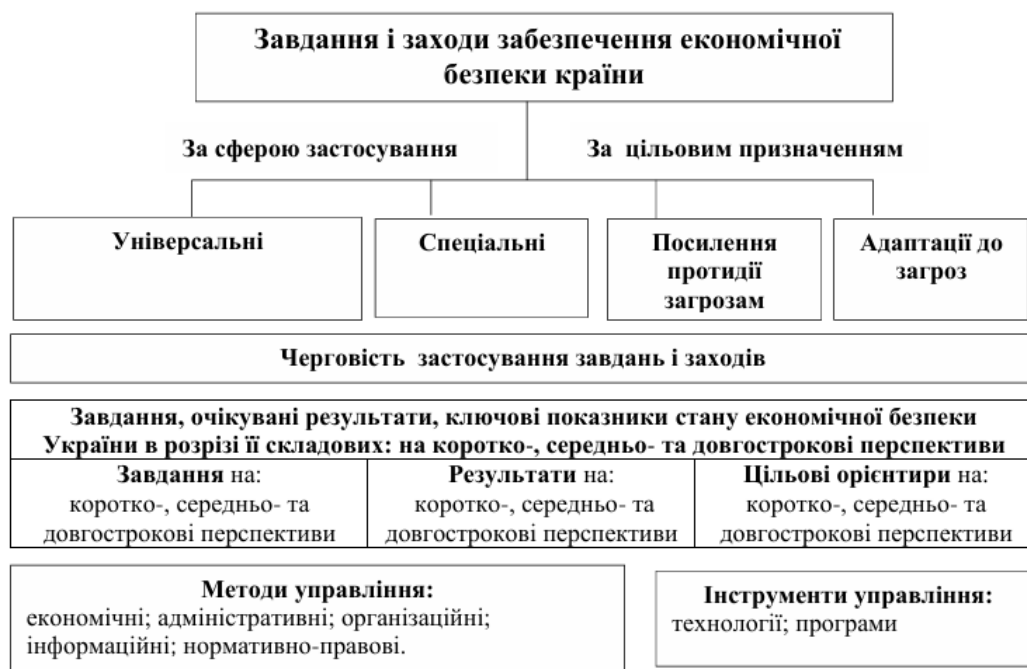 Завдання і заходи забезпечення економічної
безпеки країни
За сферою застосування
За цільовим призначенням
Універсальні
Спеціальні
Посилення
протидії
загрозам
Адаптації до
загроз
Черговість застосування завдань і заходів
Завдання, очікувані результати, ключові показники стану економічної безпеки
України в розрізі її складових: на коротко-, середньо- та довгострокові перспективи
Завдання на:
коротко-, середньо- та
довгострокові перспективи
Результати на:
коротко-, середньо- та
довгострокові перспективи
Цільові орієнтири на:
коротко-, середньо- та
довгострокові перспективи
Методи управління:
економічні; адміністративні; організаційні;
інформаційні; нормативно-правові.
Інструменти управління:
технології; програми